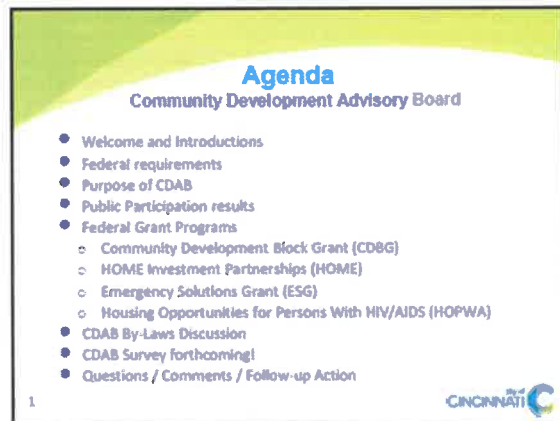 Agenda
Community Development Advisory Board
Welcome and Introductions
Federal requirements
Purpose of CDAB
Public Participation results
Federal Grant Programs
Community Development Block Grant (CDBG)
HOME Investment Partnerships (HOME)
Emergency Solutions Grant (ESG)
Housing Opportunities for Persons With HIV/AIDS (HOPWA)
CDAB By-Laws Discussion
CDAB Survey forthcoming!
Questions / Comments / Follow-up Action
1
city of
CINCINNATI